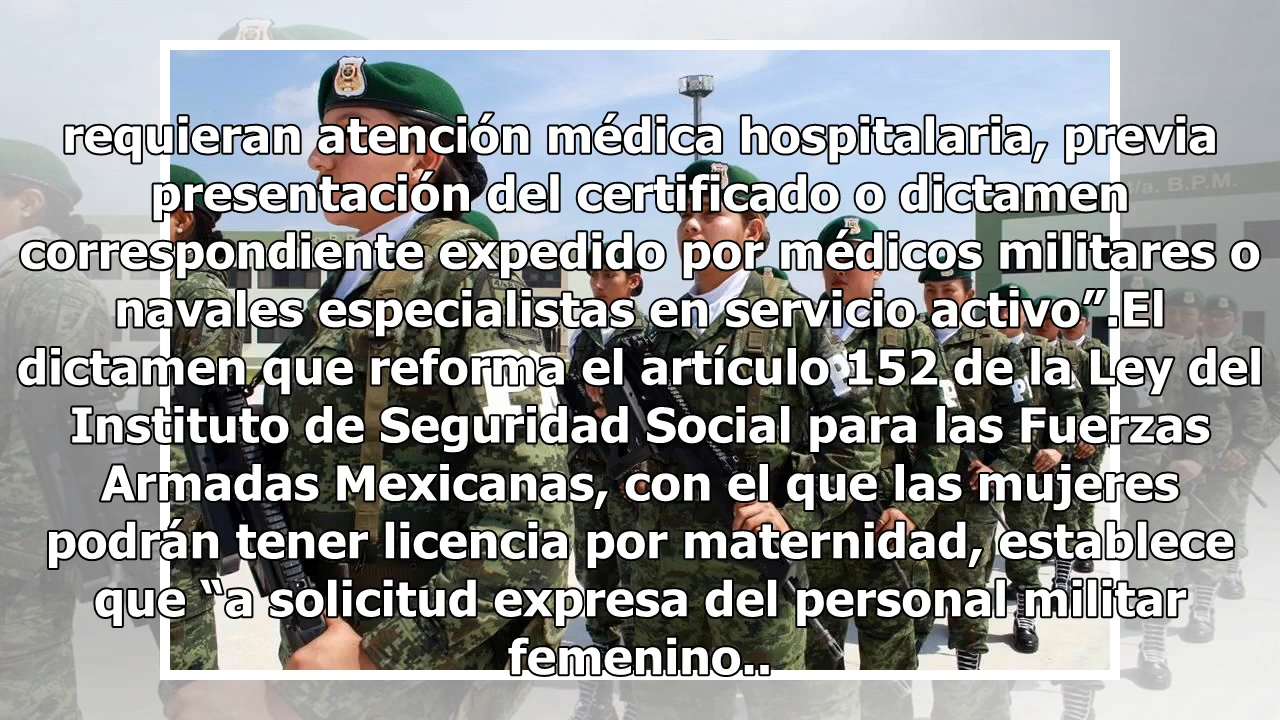 requieran atención médica hospitalaria, previa
presentación del certificado o dictamen
correspondiente expedido por médicos militares o
navales especialistas en servicio activo”.El
dictamen que reforma el artículo 152 de la Ley del
Instituto de Seguridad Social para las Fuerzas
Armadas Mexicanas, con el que las mujeres
podrán tener licencia por maternidad, establece
que “a solicitud expresa del personal militar
femenino..
B.P.M.
P